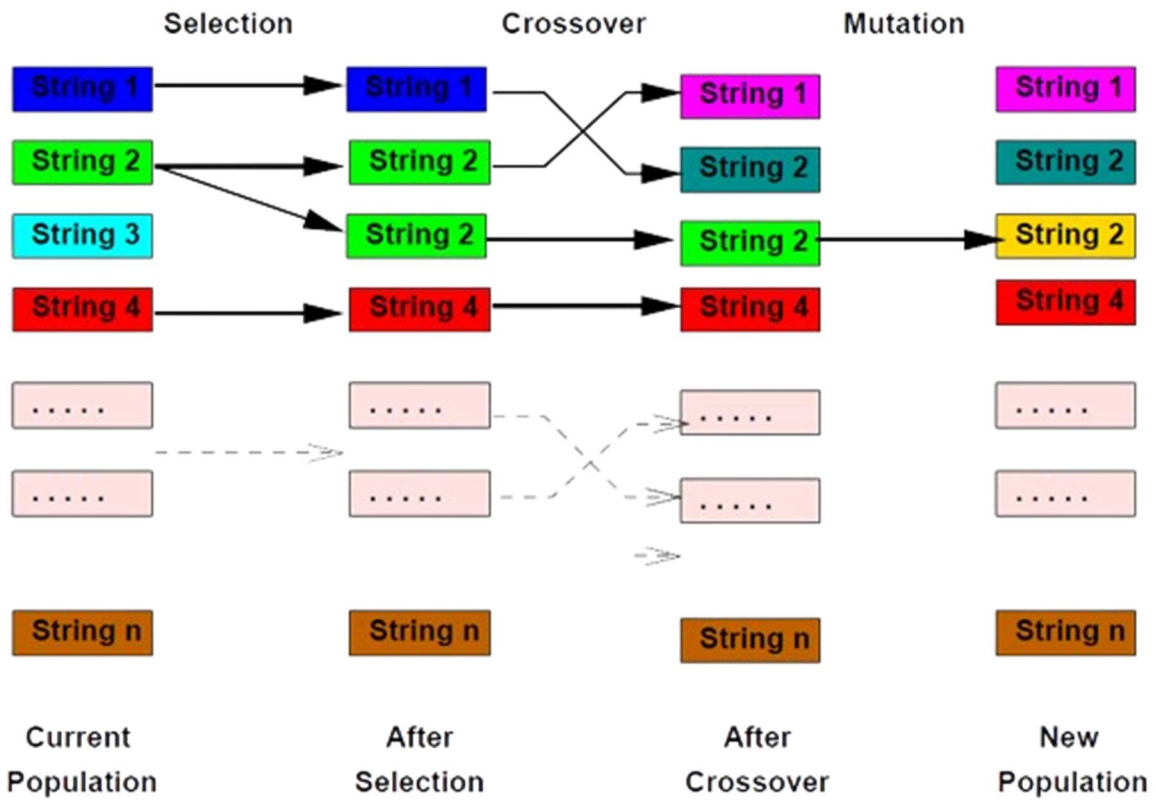 Selection Crossover Mutation
String 1 String 1 String 1 String 1
String 2 String 2 String 2 String 2
String 3 String 2 String 2 String 2
String 4 String 4 String 4 String 4
..... ..... ..... .....
..... ..... ..... .....
String n String n String n String n
Current After After New
Population Selection Crossover Population